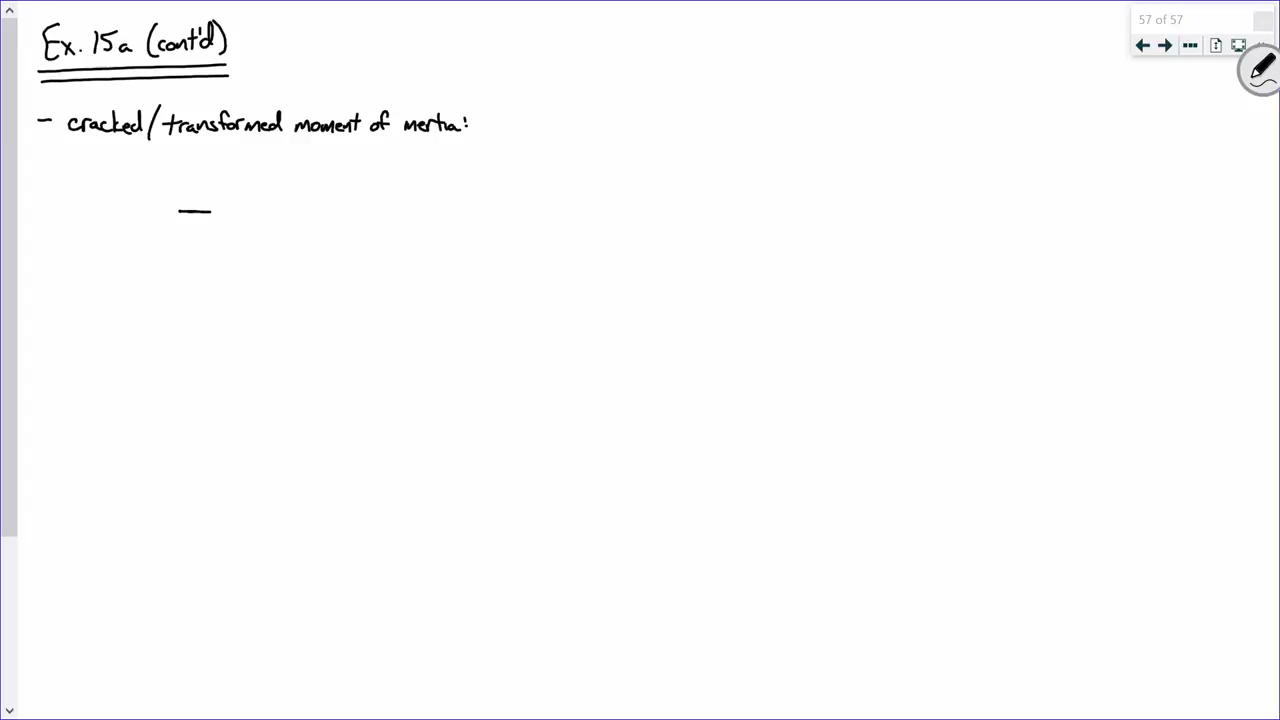 57 of 57
Ex. 15a (cont'd)
- cracked/transformed moment of inertia: